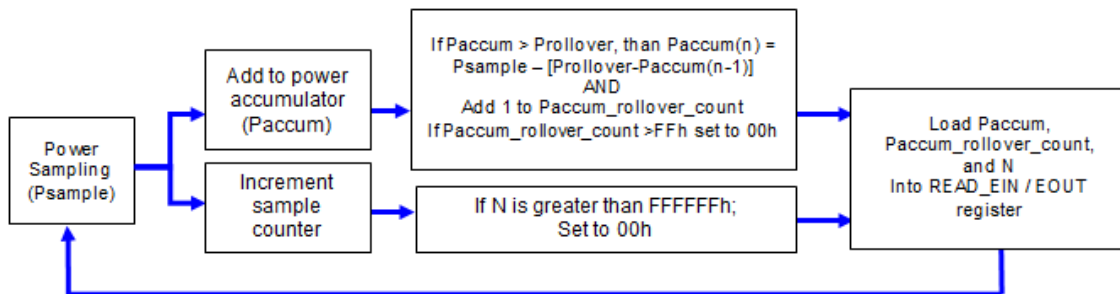 Power
Sampling
(Psample)
Add to power
accumulator
(Paccum)
Increment
sample
counter
If Paccum > Prollover, than Paccum(n) =
Psample – [Prollover-Paccum(n-1)]
AND
Add 1 to Paccum_rollover_count
If Paccum_rollover_count >FFh set to 00h
If N is greater than FFFFFFh;
Set to 00h
Load Paccum,
Paccum_rollover_count,
and N
Into READ_EIN / EOUT
register